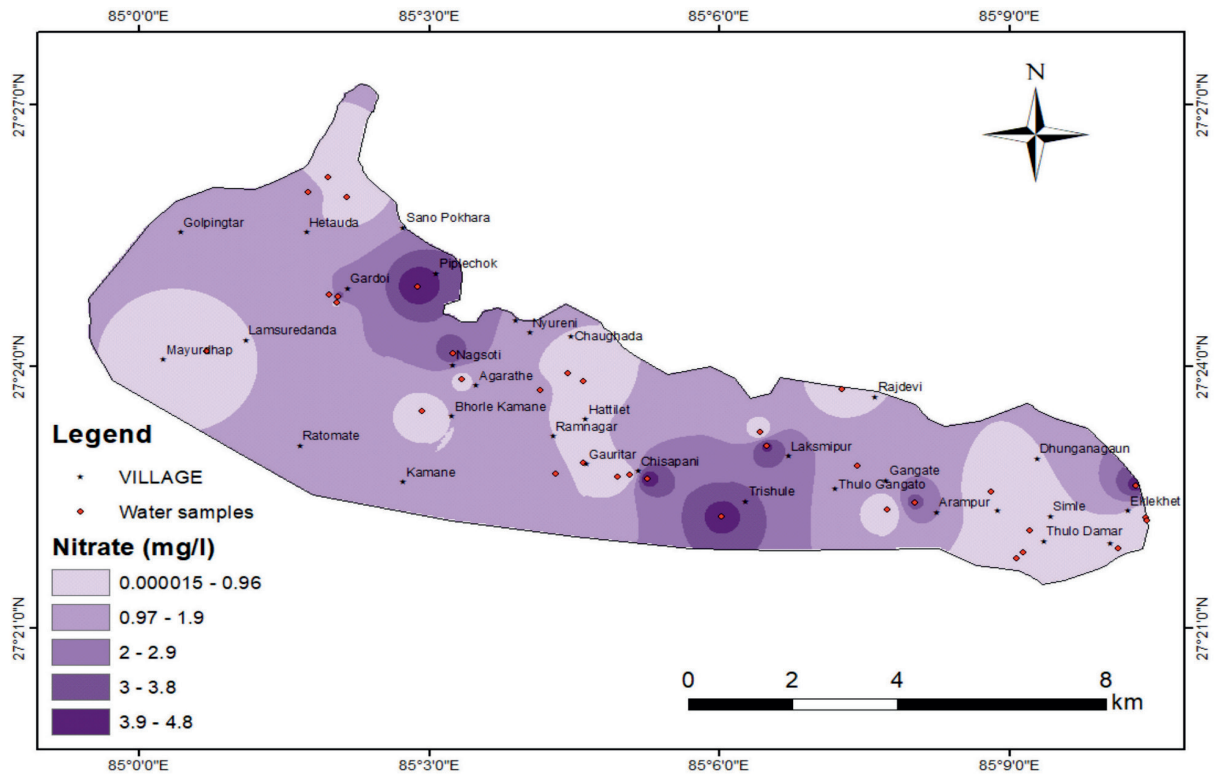 85°0'0"E 85°3'0"E 85°6'0"E 85°9'0"E
N
27°27'0"N 27°27'0"N
Golpingtar Hetauda Sano Pokhara
Gardoi Piplechok
Lamsuredanda Nyureni Chaughada
27°24'0"N 27°24'0"N
Mayurdhap Nagsoti
Agarathe Rajdevi
Bhorle Kamane Hattilet
Legend Ramnagar
VILLAGE Ratomate Gauritar Laksmipur Dhunganagaun
Kamane Chisapani Gangate
Water samples Trishule Thulo Gangato Arampur Simle Ehlekhet
Nitrate (mg/l) Thulo Damar
0.000015 - 0.96
0.97 - 1.9
27°21'0"N 27°21'0"N
2 - 2.9
3 - 3.8
0 2 4 6 8
km
3.9 - 4.8
85°0'0"E 85°3'0"E 85°6'0"E 85°9'0"E